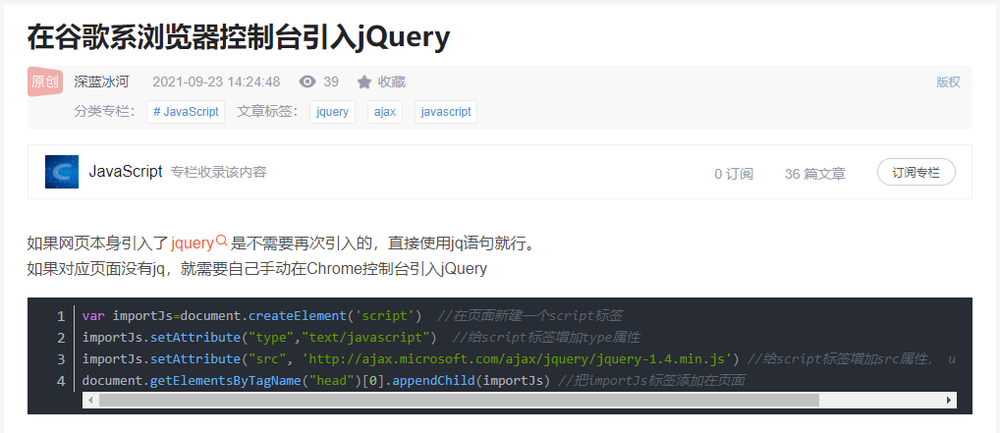 在谷歌系浏览器控制台引入jQuery
原创 深蓝冰河 2021-09-23 14:24:48 39 收藏 版权
分类专栏： # JavaScript 文章标签： jquery ajax javascript
JavaScript 专栏收录该内容 0 订阅 36 篇文章 订阅专栏
如果网页本身引入了jquery是不需要再次引入的，直接使用jq语句就行。
如果对应页面没有jq，就需要自己手动在Chrome控制台引入jQuery
1 var importJs=document.createElement('script') //在页面新建一个script标签
2 importJs.setAttribute("type","text/javascript") //给script标签增加type属性
3 importJs.setAttribute("src", 'http://ajax.microsoft.com/ajax/jquery/jquery-1.4.min.js') //给script标签增加src属性， u
4 document.getElementsByTagName("head")[0].appendChild(importJs) //把importJs标签添加在页面